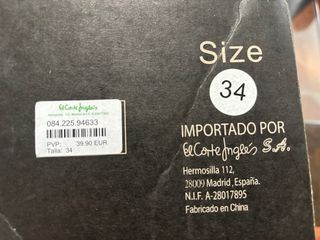 Size
34
El Corte Inglés
084.225.94633
PVP: 39.90 EUR.
Talla: 34
IMPORTADO POR
El Corte Inglés S.A.
Hermosilla 112,
28009 Madrid, España.
N.I.F. A-28017895
Fabricado en China